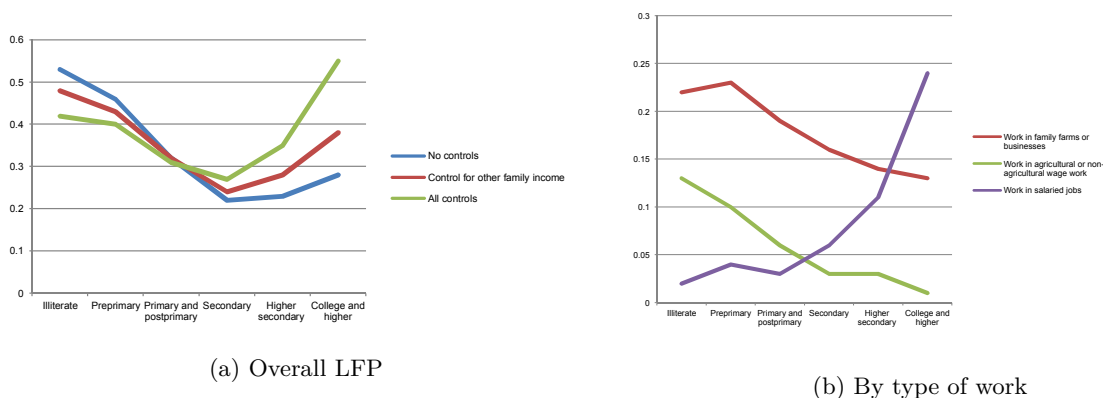 0.6
0.5
0.4
0.3
0.2
0.1
0
Illiterate
Preprimary
Primary and
postprimary
Secondary
Higher
secondary
College and
higher
No controls
Control for other family income
All controls
(a) Overall LFP
0.3
0.25
0.2
0.15
0.1
0.05
0
Illiterate
Preprimary
Primary and
postprimary
Secondary
Higher
secondary
College and
higher
Work in family farms or
businesses
Work in agricultural or non-
agricultural wage work
Work in salaried jobs
(b) By type of work